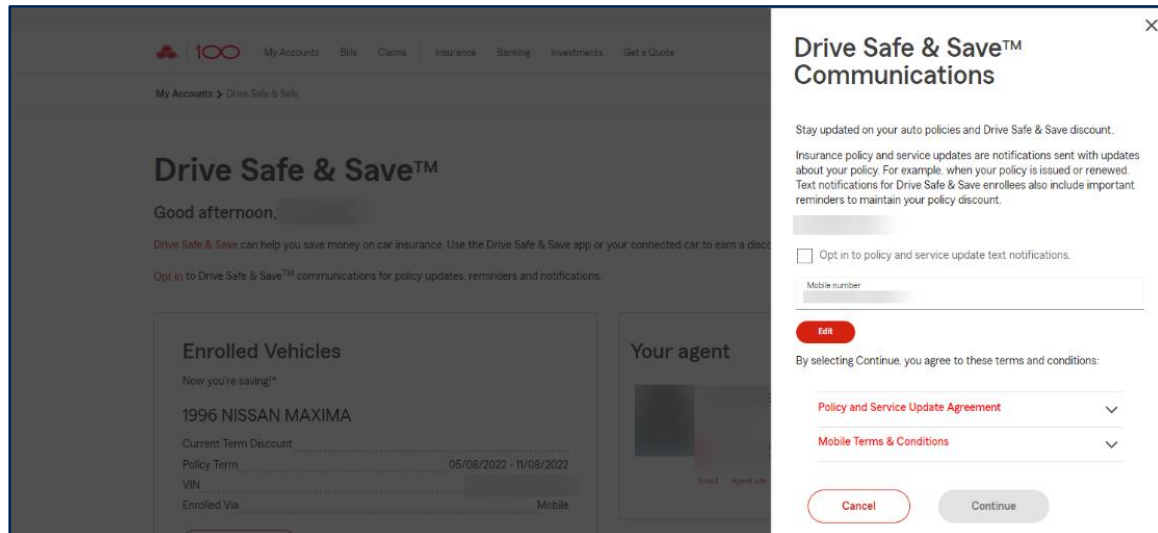 100 My Accounts Bills Claims Insurance Banking Investments Get a Quote
My Accounts > Drive Safe & Safe
Drive Safe & Save™
Good afternoon,
Drive Safe & Save can help you save money on car insurance. Use the Drive Safe & Save app or your connected car to earn a disco
Opt in to Drive Safe & Save™ communications for policy updates, reminders and notifications.
Enrolled Vehicles
Now you're saving!*
1996 NISSAN MAXIMA
Current Term Discount
Policy Term 05/08/2022 - 11/08/2022
VIN
Enrolled Via Mobile
Your agent
Email Agent site
Drive Safe & Save™
Communications
Stay updated on your auto policies and Drive Safe & Save discount.
Insurance policy and service updates are notifications sent with updates
about your policy. For example, when your policy is issued or renewed.
Text notifications for Drive Safe & Save enrollees also include important
reminders to maintain your policy discount.
Opt in to policy and service update text notifications.
Mobile number
Edit
By selecting Continue, you agree to these terms and conditions:
Policy and Service Update Agreement
Mobile Terms & Conditions
Cancel Continue